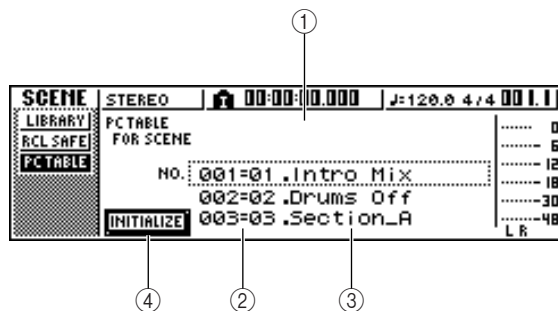 ①
SCENE STEREO 00:00:00.000 ♩=120.0 4/4 001.1
LIBRARY
RCL SAFE
PC TABLE
PC TABLE
FOR SCENE
NO. 001=01.Intro Mix
002=02.Drums Off
003=03.Section_A
INITIALIZE
0
6
12
18
30
48
L R
④ ② ③